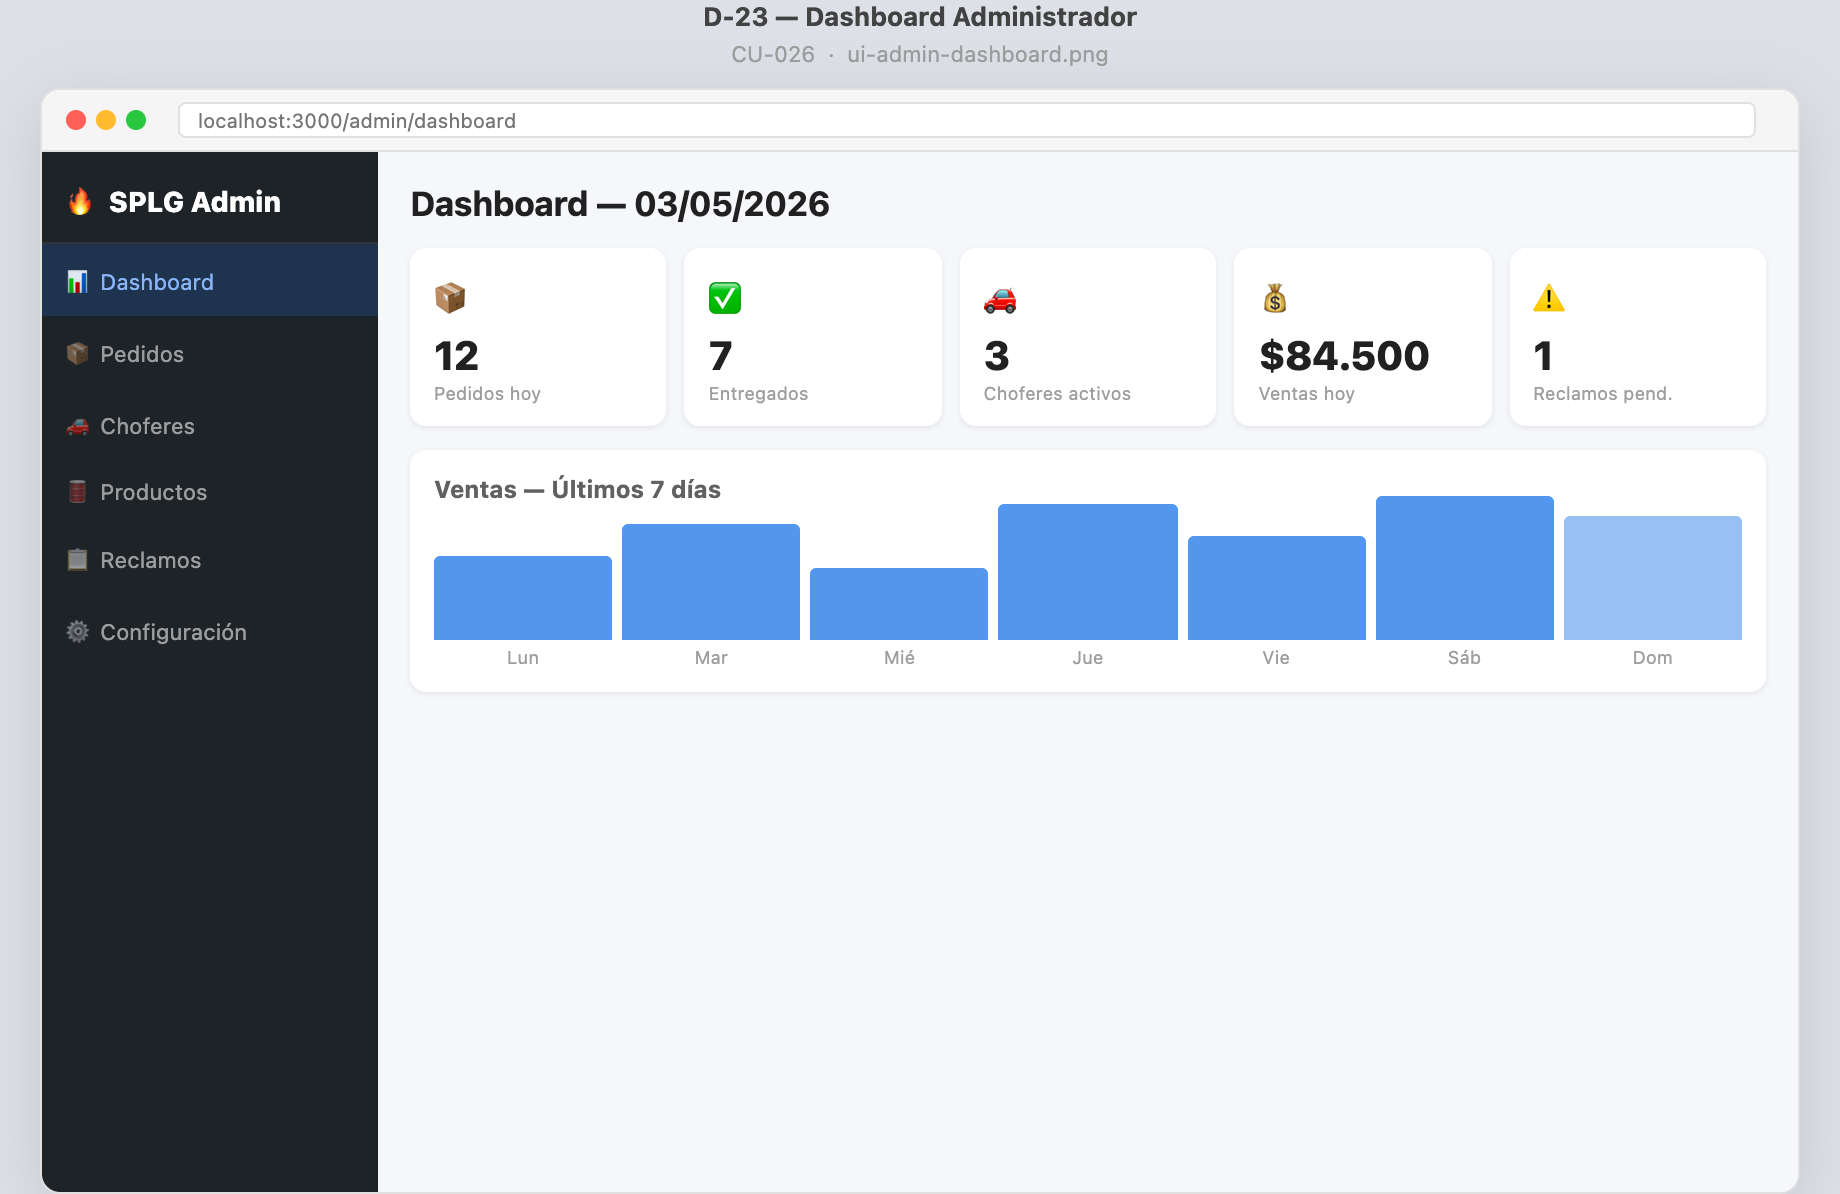 D-23 — Dashboard Administrador
CU-026 · ui-admin-dashboard.png
localhost:3000/admin/dashboard
SPLG Admin
Dashboard
Pedidos
Choferes
Productos
Reclamos
Configuración
Dashboard — 03/05/2026
12
Pedidos hoy
7
Entregados
3
Choferes activos
$84.500
Ventas hoy
1
Reclamos pend.
Ventas — Últimos 7 días
Lun Mar Mié Jue Vie Sáb Dom